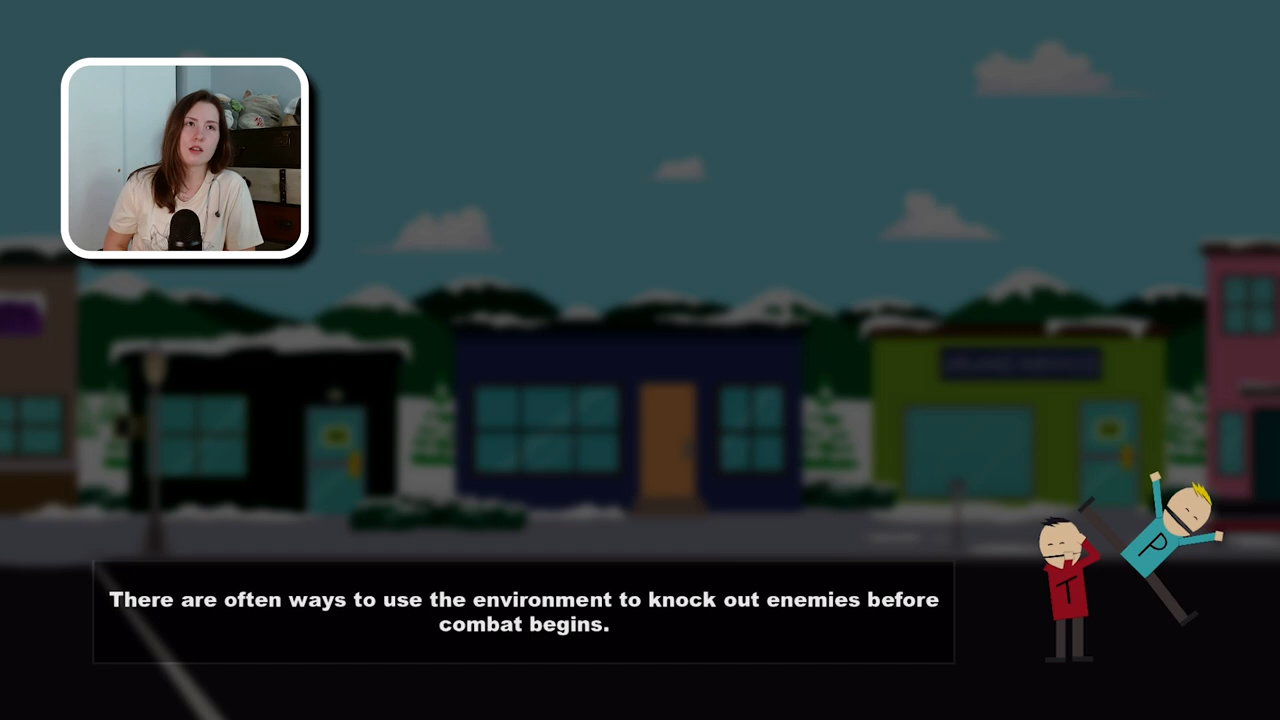 There are often ways to use the environment to knock out enemies before
combat begins.
T
P